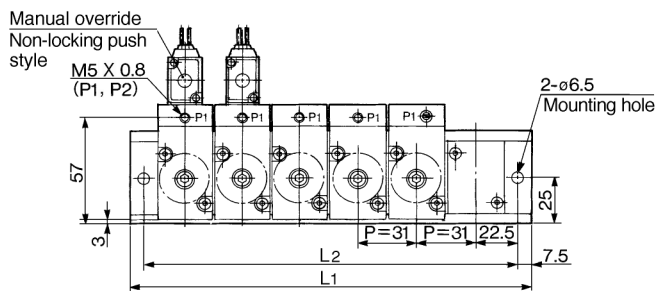 Manual override
Non-locking push
style
M5 X 0.8
(P1, P2)
2-ø6.5
Mounting hole
P1
P1
P1
P1
P1
57
3
25
P=31
P=31
22.5
7.5
L2
L1